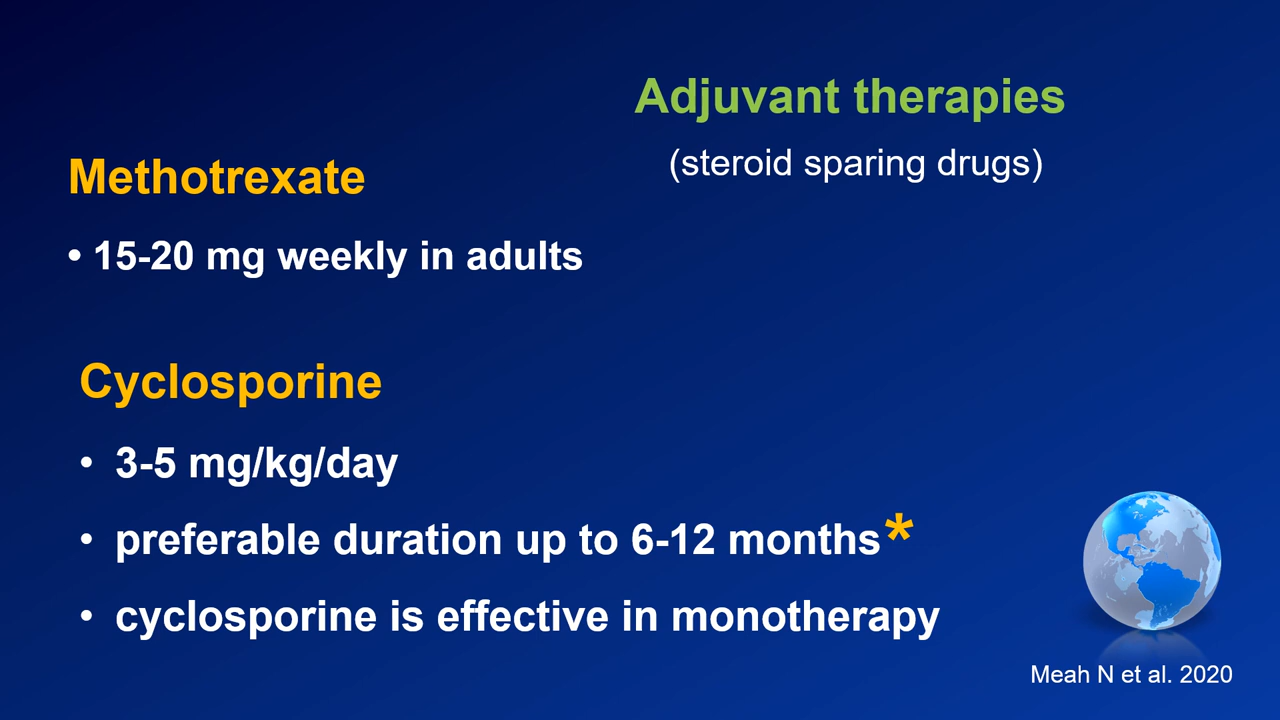 Adjuvant therapies
(steroid sparing drugs)
Methotrexate
• 15-20 mg weekly in adults
Cyclosporine
• 3-5 mg/kg/day
• preferable duration up to 6-12 months*
• cyclosporine is effective in monotherapy
Meah N et al. 2020